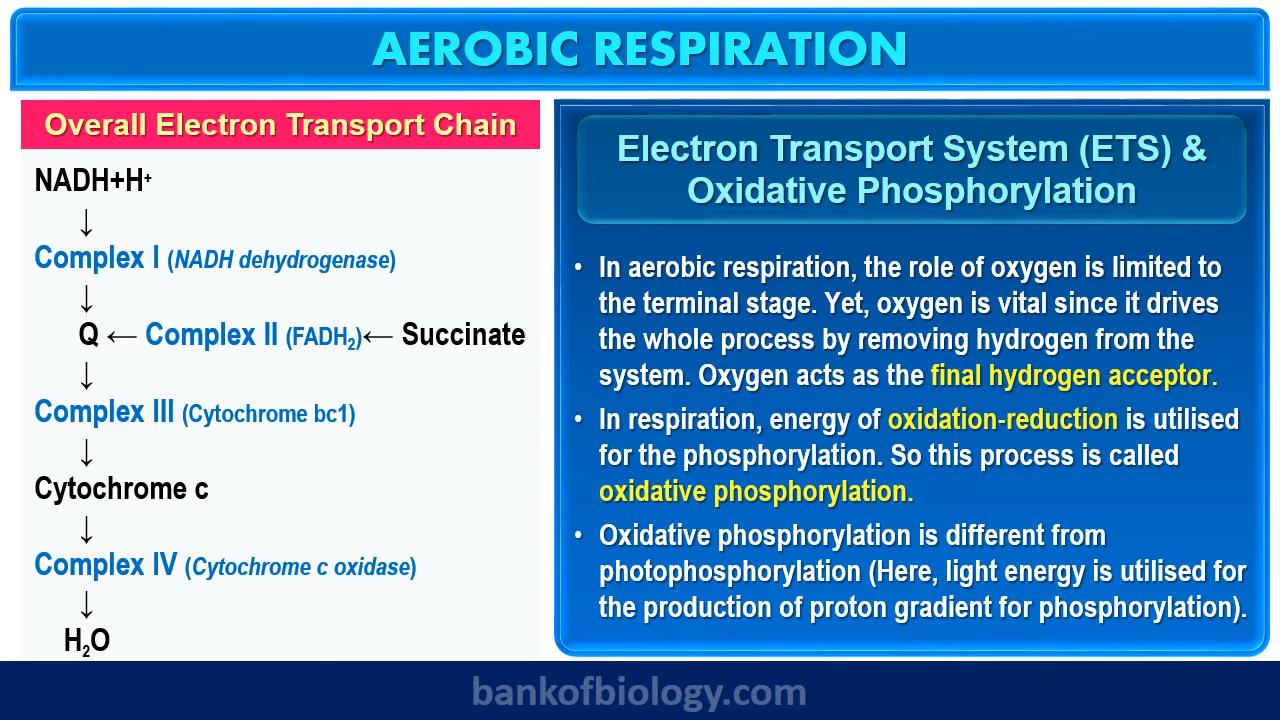 AEROBIC RESPIRATION
Overall Electron Transport Chain
NADH+H⁺
↓
Complex I (NADH dehydrogenase)
↓
Q ← Complex II (FADH₂)← Succinate
↓
Complex III (Cytochrome bc1)
↓
Cytochrome c
↓
Complex IV (Cytochrome c oxidase)
↓
H₂O
Electron Transport System (ETS) &
Oxidative Phosphorylation
• In aerobic respiration, the role of oxygen is limited to
the terminal stage. Yet, oxygen is vital since it drives
the whole process by removing hydrogen from the
system. Oxygen acts as the final hydrogen acceptor.
• In respiration, energy of oxidation-reduction is utilised
for the phosphorylation. So this process is called
oxidative phosphorylation.
• Oxidative phosphorylation is different from
photophosphorylation (Here, light energy is utilised for
the production of proton gradient for phosphorylation).
bankofbiology.com